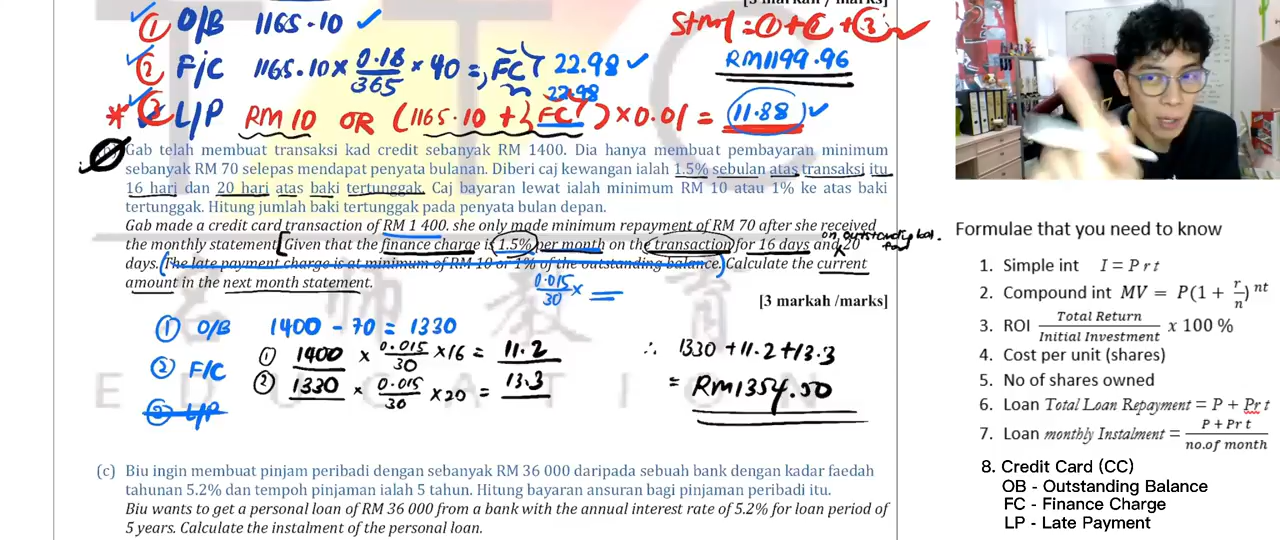 [3 markah / marks]
① O/B 1165.10
② F/C 1165.10 × 0.18/365 × 40 = FC 22.98
22.98
* ③ L/P RM 10 OR (1165.10 + FC) × 0.01 = 11.88
Stm = ① + ② + ③
RM1199.96
Gab telah membuat transaksi kad credit sebanyak RM 1400. Dia hanya membuat pembayaran minimum
sebanyak RM 70 selepas mendapat penyata bulanan. Diberi caj kewangan ialah 1.5% sebulan atas transaksi itu
16 hari dan 20 hari atas baki tertunggak. Caj bayaran lewat ialah minimum RM 10 atau 1% ke atas baki
tertunggak. Hitung jumlah baki tertunggak pada penyata bulan depan.
Gab made a credit card transaction of RM 1 400. she only made minimum repayment of RM 70 after she received
the monthly statement. Given that the finance charge is 1.5% per month on the transaction for 16 days and 20
on outstanding bal.
days. The late payment charge is at minimum of RM 10 or 1% of the outstanding balance. Calculate the current
amount in the next month statement.
0.015/30 ×
[3 markah /marks]
① O/B 1400 - 70 = 1330
② F/C ① 1400 × 0.015/30 × 16 = 11.2
② 1330 × 0.015/30 × 20 = 13.3
L/P
∴ 1330 + 11.2 + 13.3
= RM1354.50
EDUCATION
(c) Biu ingin membuat pinjam peribadi dengan sebanyak RM 36 000 daripada sebuah bank dengan kadar faedah
tahunan 5.2% dan tempoh pinjaman ialah 5 tahun. Hitung bayaran ansuran bagi pinjaman peribadi itu.
Biu wants to get a personal loan of RM 36 000 from a bank with the annual interest rate of 5.2% for loan period of
5 years. Calculate the instalment of the personal loan.
Formulae that you need to know
1. Simple int I = P r t
2. Compound int MV = P(1 + r/n)^nt
3. ROI Total Return/Initial Investment x 100 %
4. Cost per unit (shares)
5. No of shares owned
6. Loan Total Loan Repayment = P + Pr t
7. Loan monthly Instalment = P + Pr t/no.of month
8. Credit Card (CC)
OB - Outstanding Balance
FC - Finance Charge
LP - Late Payment